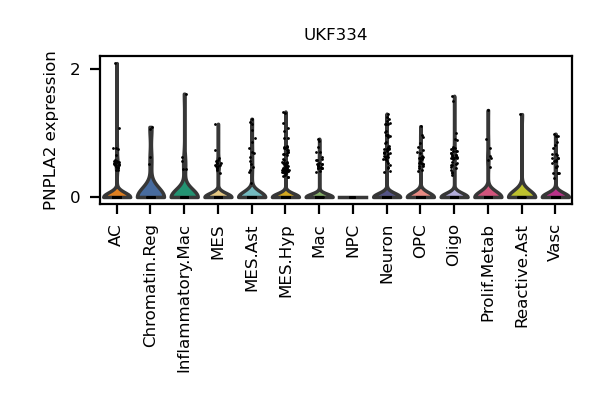 UKF334
PNPLA2 expression
2
0
AC
Chromatin.Reg
Inflammatory.Mac
MES
MES.Ast
MES.Hyp
Mac
NPC
Neuron
OPC
Oligo
Prolif.Metab
Reactive.Ast
Vasc